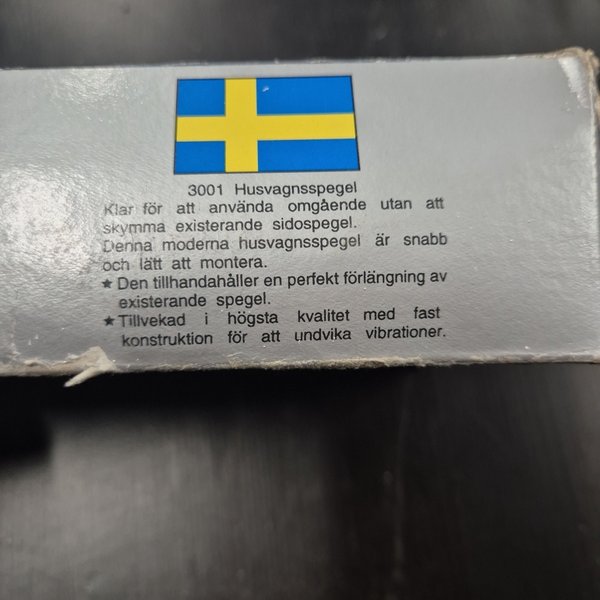 3001 Husvagnsspegel
Klar för att använda omgående utan att
skymma existerande sidospegel.
Denna moderna husvagnsspegel är snabb
och lätt att montera.
★ Den tillhandahåller en perfekt förlängning av
existerande spegel.
★ Tillvekad i högsta kvalitet med fast
konstruktion för att undvika vibrationer.